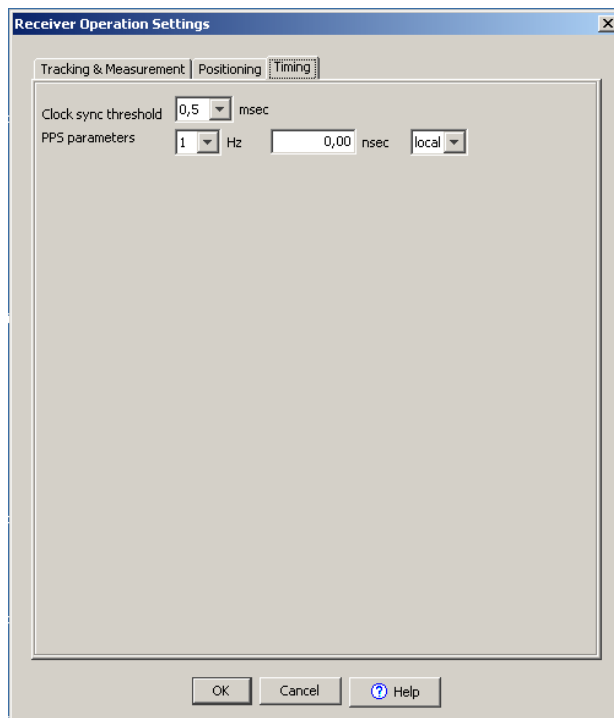 Receiver Operation Settings
Tracking & Measurement Positioning Timing
Clock sync threshold 0,5 msec
PPS parameters 1 Hz 0,00 nsec local
OK Cancel Help